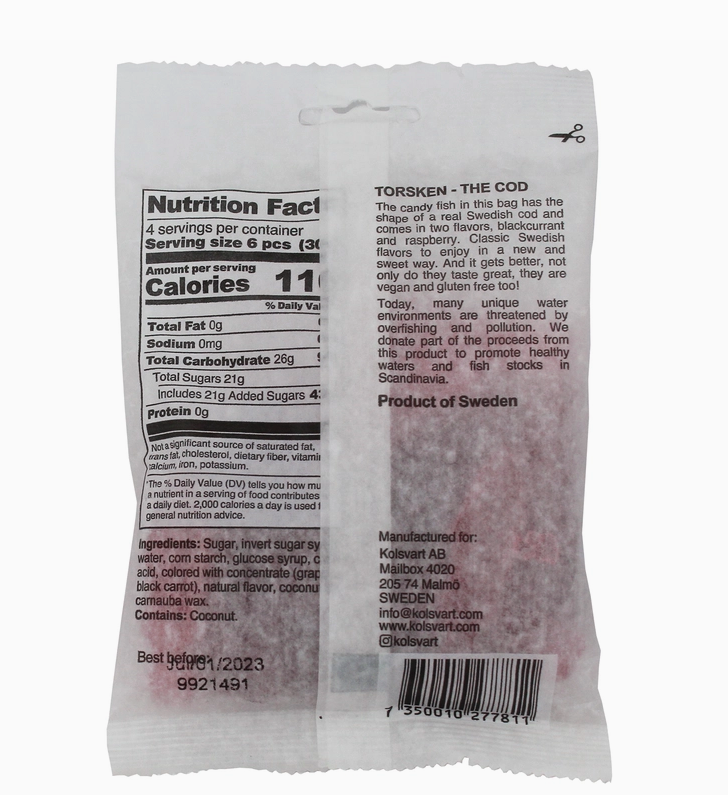 Nutrition Fact
4 servings per container
Serving size 6 pcs (30
Amount per serving
Calories 110
% Daily Val
Total Fat 0g
Sodium 0mg
Total Carbohydrate 26g
Total Sugars 21g
Includes 21g Added Sugars 43
Protein 0g
Not a significant source of saturated fat,
trans fat, cholesterol, dietary fiber, vitamin
calcium, iron, potassium.
*The % Daily Value (DV) tells you how mu
a nutrient in a serving of food contributes
a daily diet. 2,000 calories a day is used f
general nutrition advice.
Ingredients: Sugar, invert sugar sy
water, corn starch, glucose syrup, c
acid, colored with concentrate (grap
black carrot), natural flavor, coconu
carnauba wax.
Contains: Coconut.
Best before:
/01/2023
9921491
TORSKEN - THE COD
The candy fish in this bag has the
shape of a real Swedish cod and
comes in two flavors, blackcurrant
and raspberry. Classic Swedish
flavors to enjoy in a new and
sweet way. And it gets better, not
only do they taste great, they are
vegan and gluten free too!
Today, many unique water
environments are threatened by
overfishing and pollution. We
donate part of the proceeds from
this product to promote healthy
waters and fish stocks in
Scandinavia.
Product of Sweden
Manufactured for:
Kolsvart AB
Mailbox 4020
205 74 Malmö
SWEDEN
info@kolsvart.com
www.kolsvart.com
kolsvart
7 350010 277811